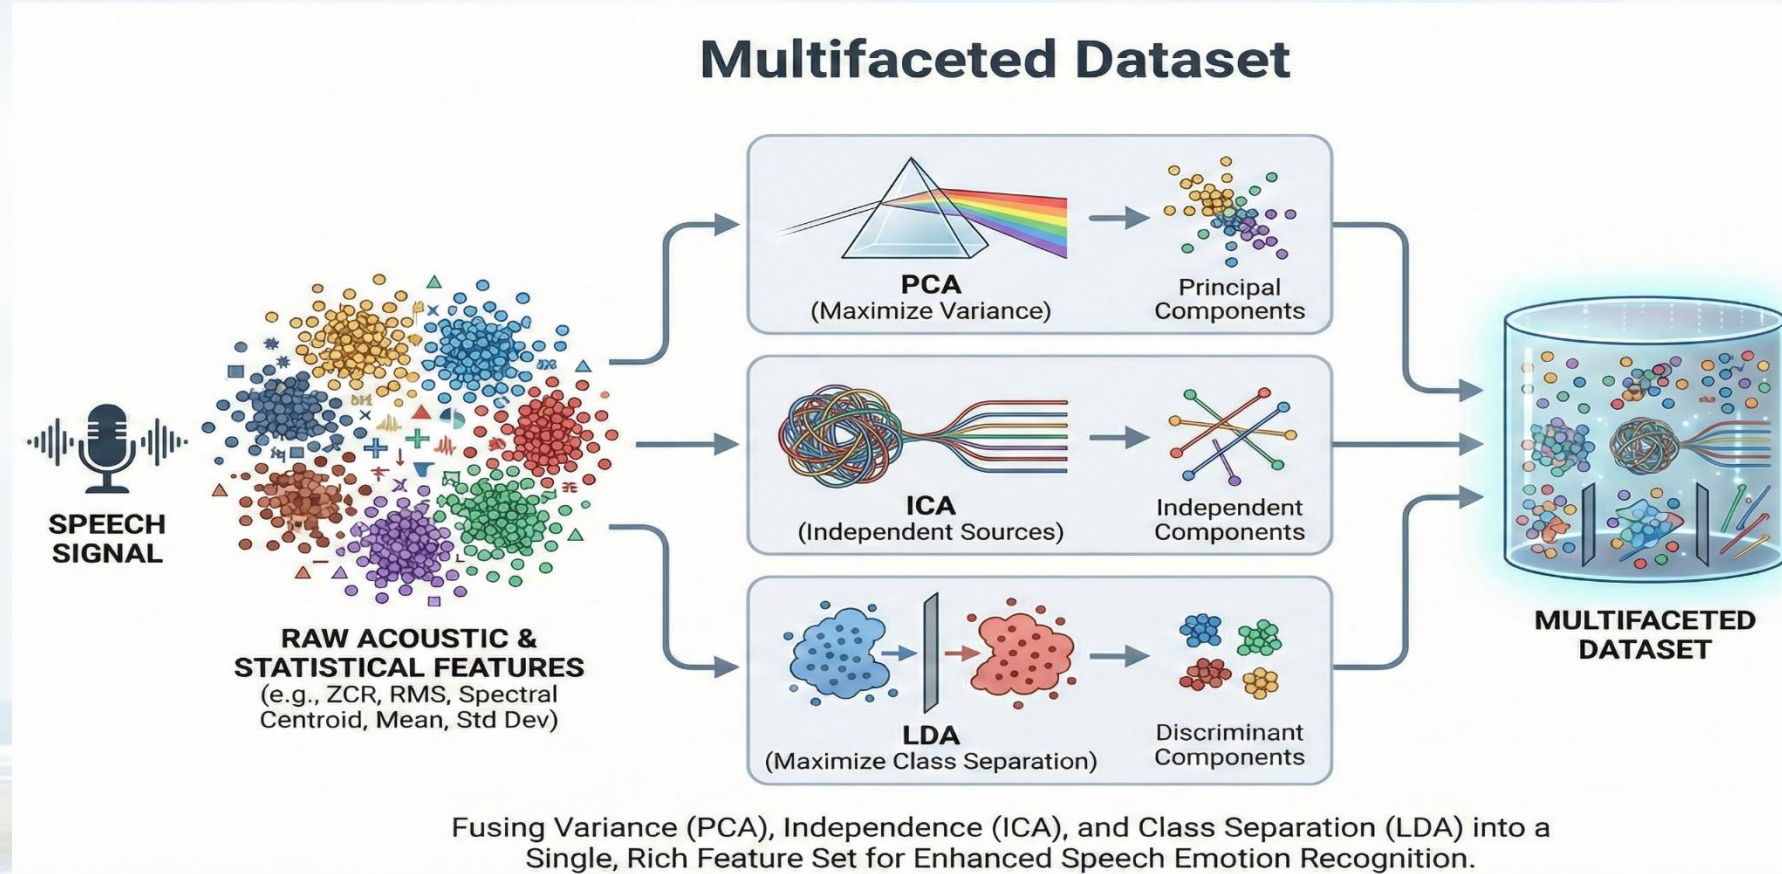 Multifaceted Dataset
SPEECH
SIGNAL
RAW ACOUSTIC &
STATISTICAL FEATURES
(e.g., ZCR, RMS, Spectral
Centroid, Mean, Std Dev)
PCA
(Maximize Variance)
Principal
Components
ICA
(Independent Sources)
Independent
Components
LDA
(Maximize Class Separation)
Discriminant
Components
MULTIFACETED
DATASET
Fusing Variance (PCA), Independence (ICA), and Class Separation (LDA) into a
Single, Rich Feature Set for Enhanced Speech Emotion Recognition.